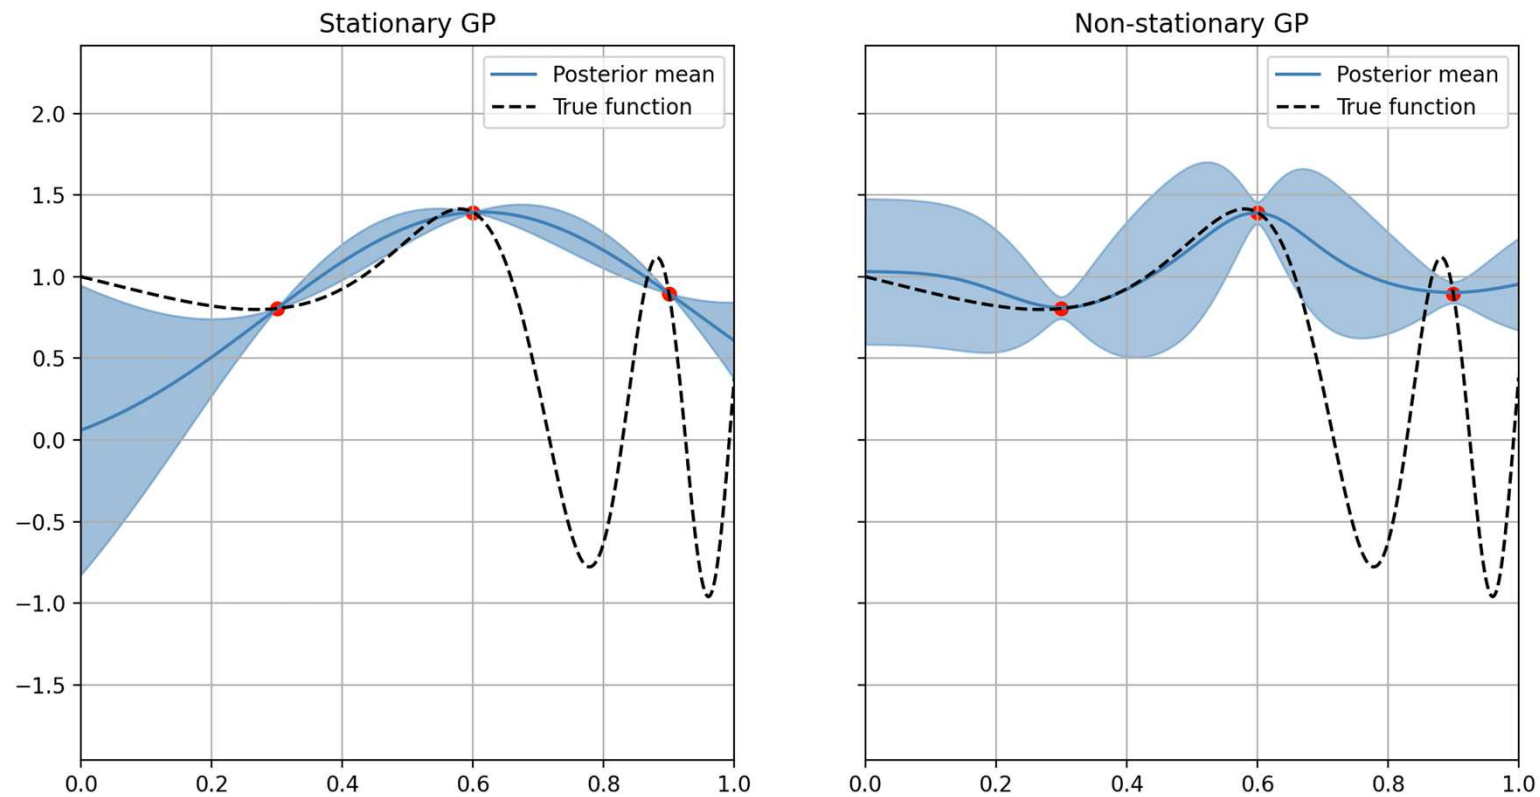 Stationary GP
Posterior mean
True function
2.0
1.5
1.0
0.5
0.0
−0.5
−1.0
−1.5
0.0 0.2 0.4 0.6 0.8 1.0
Non-stationary GP
Posterior mean
True function
0.0 0.2 0.4 0.6 0.8 1.0